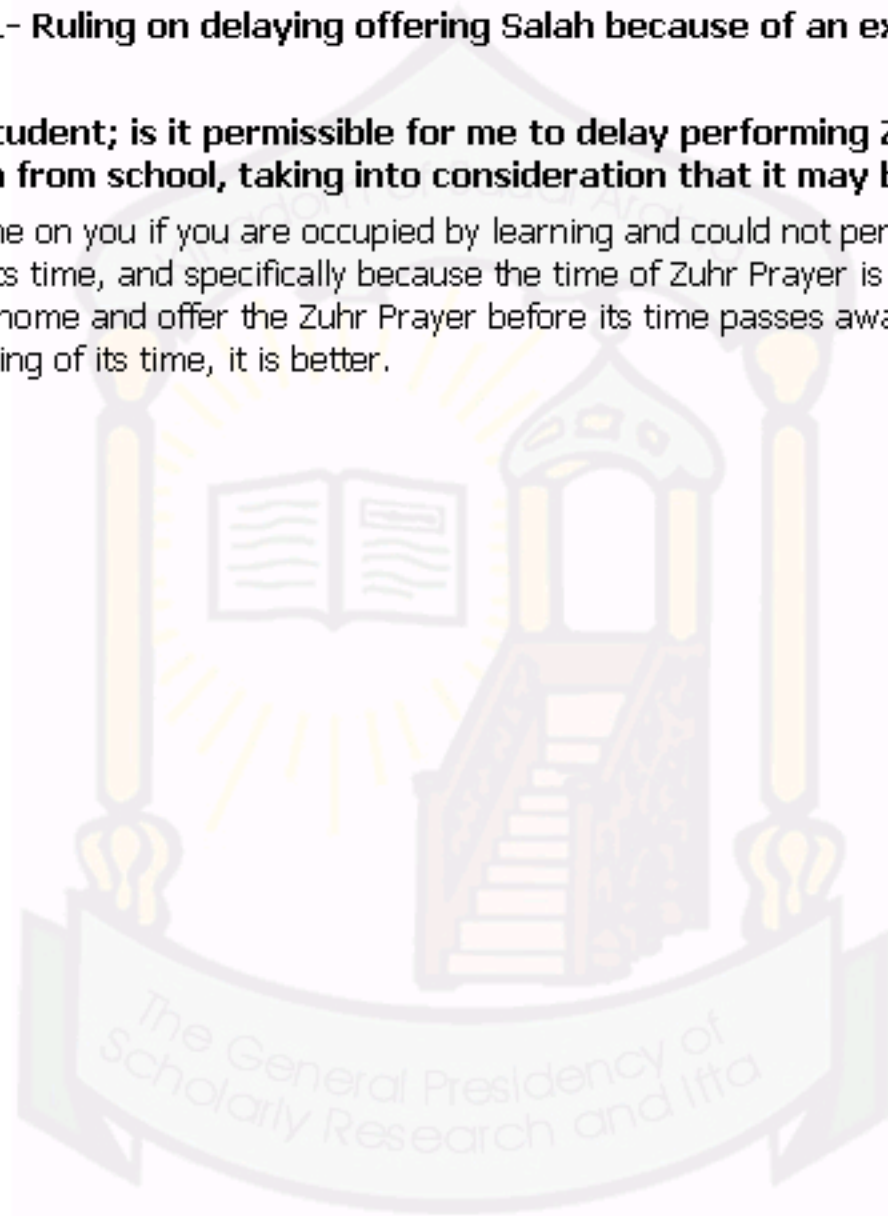 .- Ruling on delaying offering Salah because of an ex
tudent; is it permissible for me to delay performing
from school, taking into consideration that it may b
ne on you if you are occupied by learning and could not per
ts time, and specifically because the time of Zuhr Prayer is
home and offer the Zuhr Prayer before its time passes awa
ing of its time, it is better.
Kingdom of Saudi Arabia
The General Presidency of
Scholarly Research and Ifta